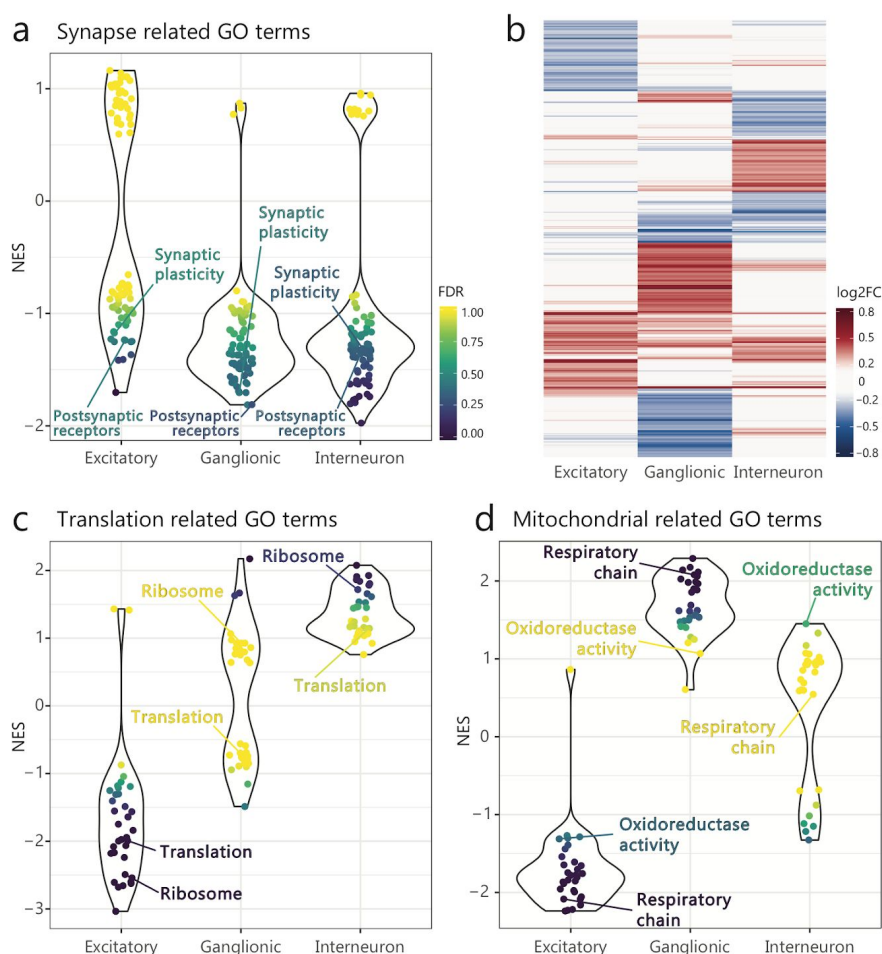 a Synapse related GO terms
NES
1
0
−1
−2
Synaptic
plasticity
Synaptic
plasticity
Synaptic
plasticity
Postsynaptic
receptors
Postsynaptic
receptors
Postsynaptic
receptors
Excitatory Ganglionic Interneuron
FDR
1.00
0.75
0.50
0.25
0.00
b
Excitatory Ganglionic Interneuron
log2FC
0.8
0.5
0.2
0
−0.2
−0.5
−0.8
c Translation related GO terms
NES
2
1
0
−1
−2
−3
Ribosome
Ribosome
Translation
Translation
Translation
Ribosome
Excitatory Ganglionic Interneuron
d Mitochondrial related GO terms
NES
2
1
0
−1
−2
Respiratory
chain
Oxidoreductase
activity
Oxidoreductase
activity
Respiratory
chain
Oxidoreductase
activity
Respiratory
chain
Excitatory Ganglionic Interneuron